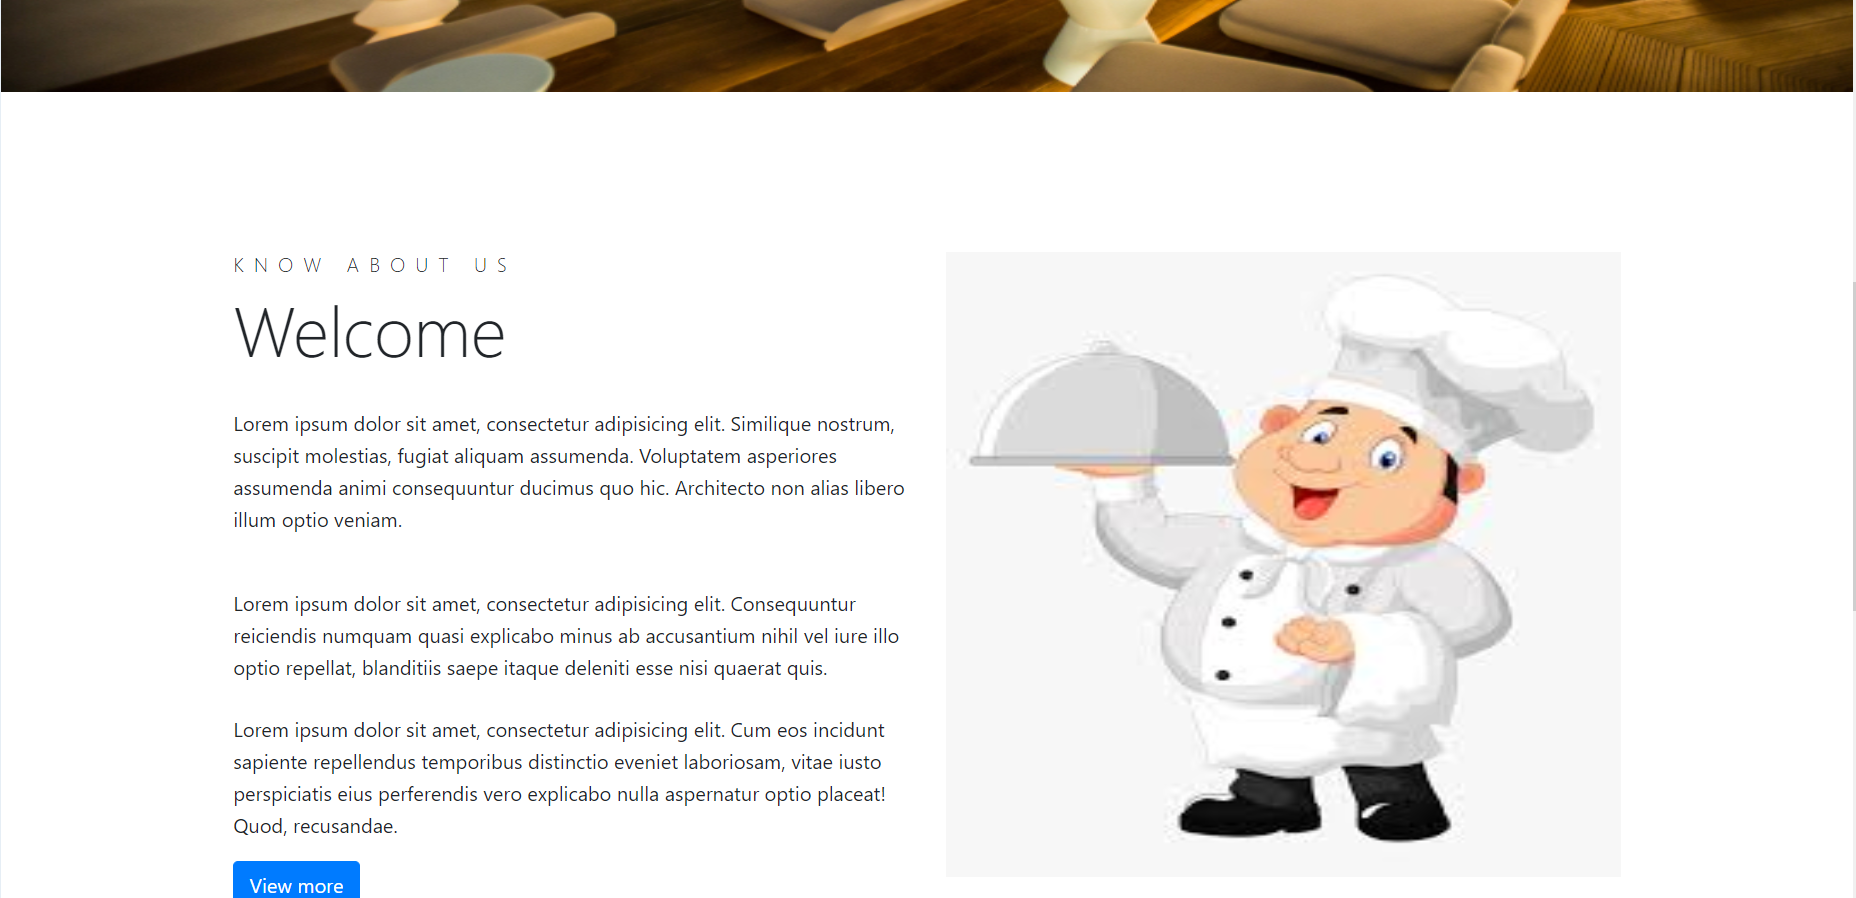 KNOW ABOUT US
Welcome
Lorem ipsum dolor sit amet, consectetur adipisicing elit. Similique nostrum,
suscipit molestias, fugiat aliquam assumenda. Voluptatem asperiores
assumenda animi consequuntur ducimus quo hic. Architecto non alias libero
illum optio veniam.
Lorem ipsum dolor sit amet, consectetur adipisicing elit. Consequuntur
reiciendis numquam quasi explicabo minus ab accusantium nihil vel iure illo
optio repellat, blanditiis saepe itaque deleniti esse nisi quaerat quis.
Lorem ipsum dolor sit amet, consectetur adipisicing elit. Cum eos incidunt
sapiente repellendus temporibus distinctio eveniet laboriosam, vitae iusto
perspiciatis eius perferendis vero explicabo nulla aspernatur optio placeat!
Quod, recusandae.
View more